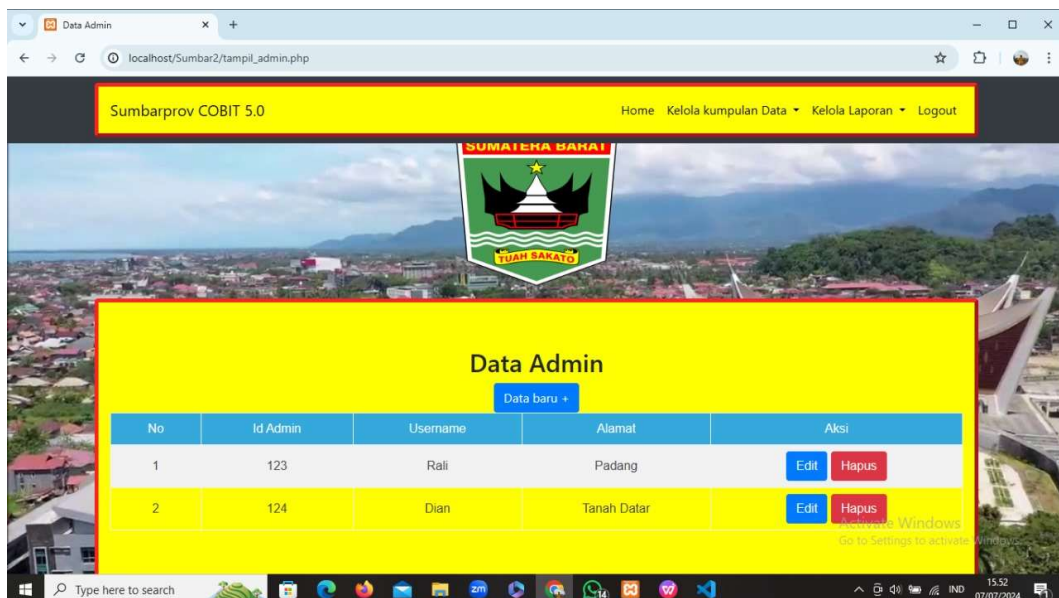 Data Admin
localhost/Sumbar2/tampil_admin.php
Sumbarprov COBIT 5.0 Home Kelola kumpulan Data Kelola Laporan Logout
SUMATERA BARAT
TUAH SAKATO
Data Admin
Data baru +
No Id Admin Username Alamat Aksi
1 123 Rali Padang Edit Hapus
2 124 Dian Tanah Datar Edit Hapus
Activate Windows
Go to Settings to activate Windows.
Type here to search zm 14 IND 15.52
07/07/2024